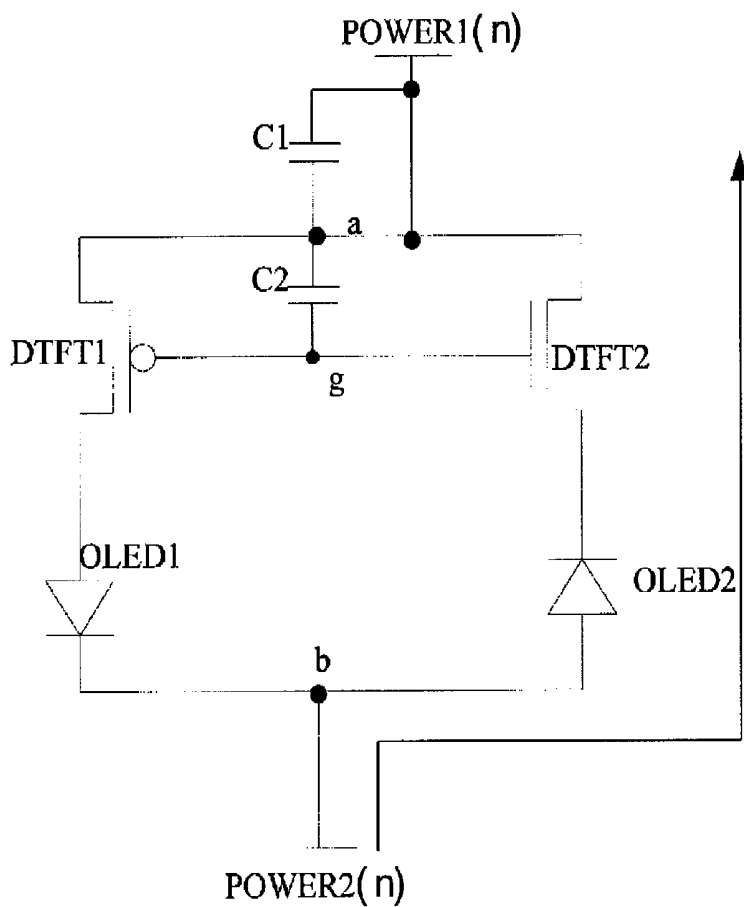 POWER1(n)
C1
a
C2
DTFT1
g
DTFT2
OLED1
OLED2
b
POWER2(n)